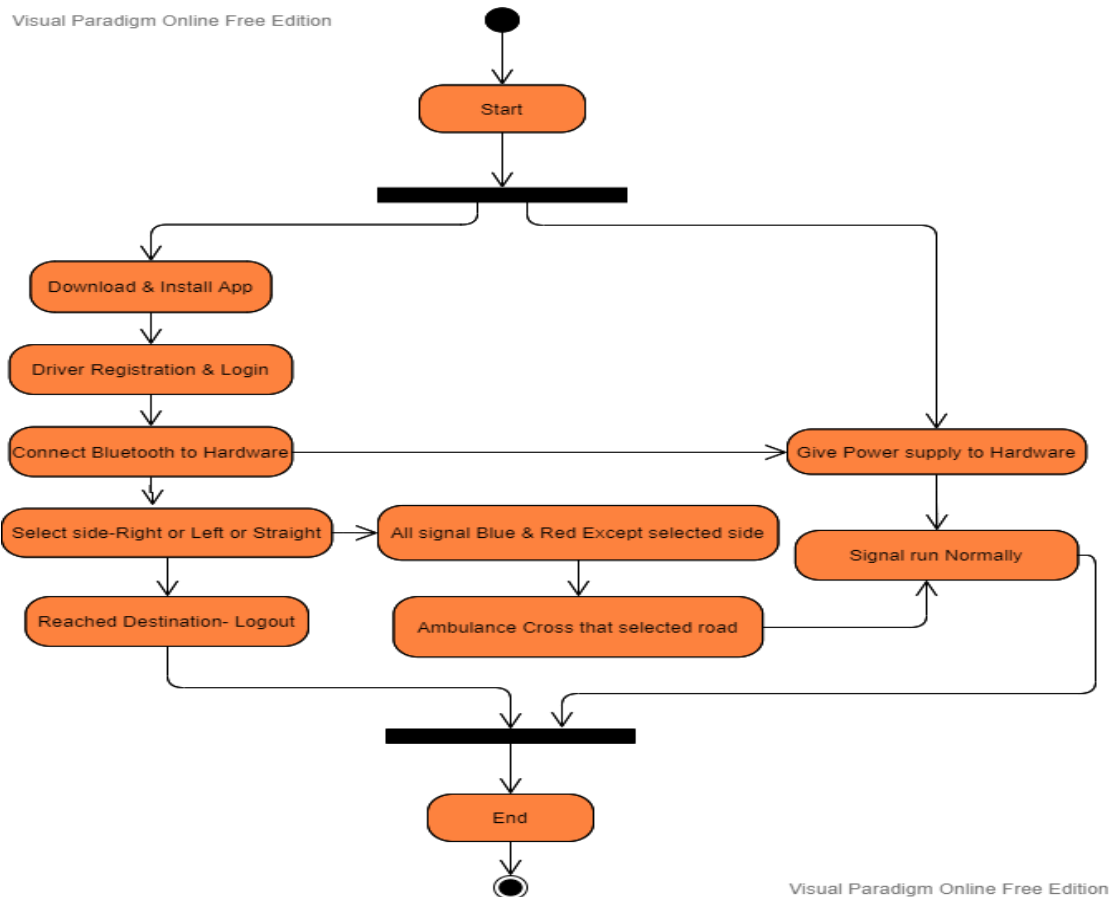 Visual Paradigm Online Free Edition
Start
Download & Install App
Driver Registration & Login
Connect Bluetooth to Hardware
Give Power supply to Hardware
Select side-Right or Left or Straight
All signal Blue & Red Except selected side
Signal run Normally
Reached Destination- Logout
Ambulance Cross that selected road
End
Visual Paradigm Online Free Edition